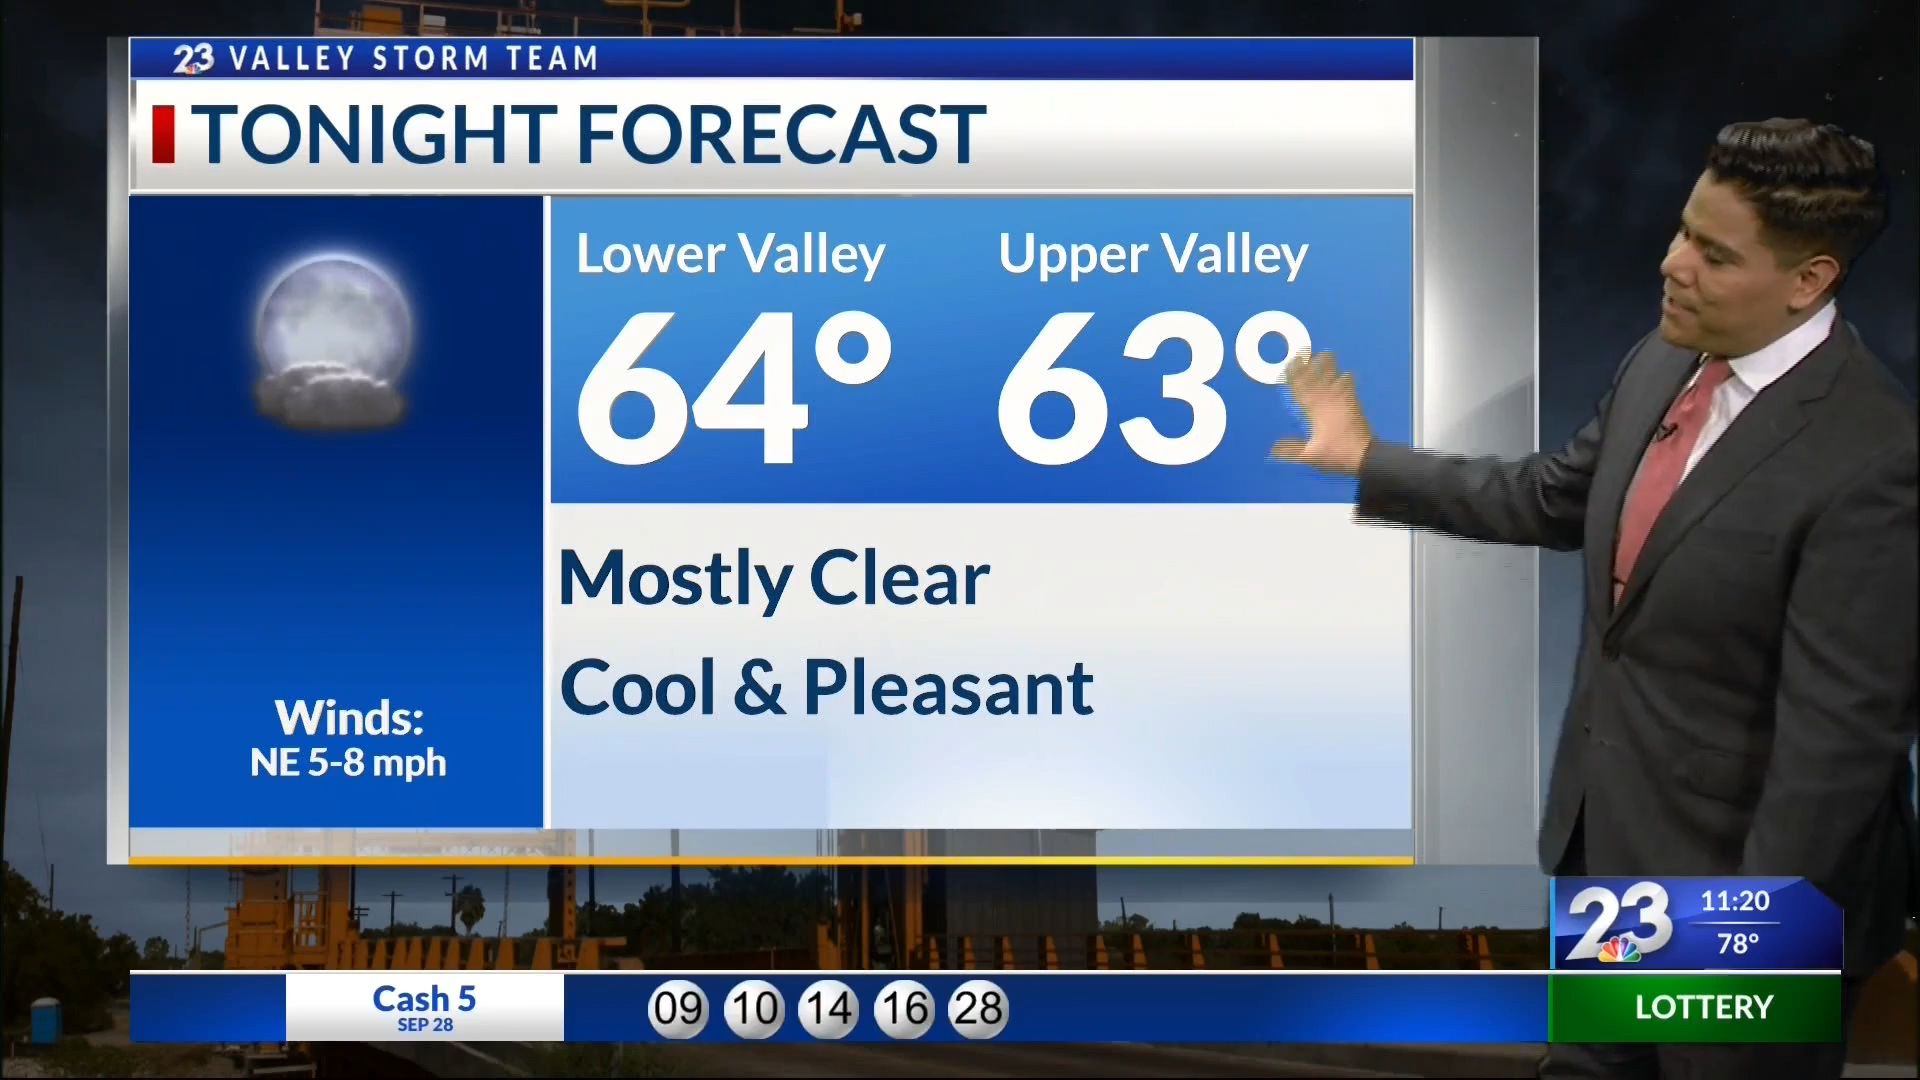 23 VALLEY STORM TEAM
TONIGHT FORECAST
Lower Valley
Upper Valley
64°
63°
Mostly Clear
Cool & Pleasant
Winds:
NE 5-8 mph
23
11:20
78°
Cash 5
SEP 28
09 10 14 16 28
LOTTERY